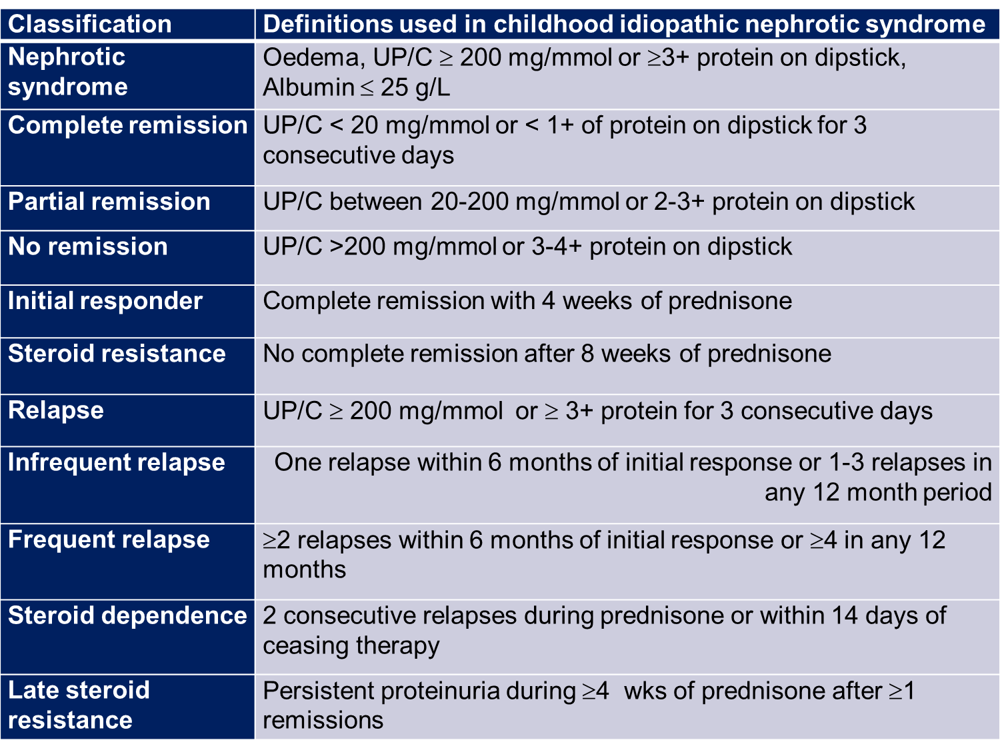 Classification
Definitions used in childhood idiopathic nephrotic syndrome
Nephrotic
syndrome
Oedema, UP/C ≥ 200 mg/mmol or ≥3+ protein on dipstick,
Albumin ≤ 25 g/L
Complete remission
UP/C < 20 mg/mmol or < 1+ of protein on dipstick for 3
consecutive days
Partial remission
UP/C between 20-200 mg/mmol or 2-3+ protein on dipstick
No remission
UP/C >200 mg/mmol or 3-4+ protein on dipstick
Initial responder
Complete remission with 4 weeks of prednisone
Steroid resistance
No complete remission after 8 weeks of prednisone
Relapse
UP/C ≥ 200 mg/mmol or ≥ 3+ protein for 3 consecutive days
Infrequent relapse
One relapse within 6 months of initial response or 1-3 relapses in
any 12 month period
Frequent relapse
≥2 relapses within 6 months of initial response or ≥4 in any 12
months
Steroid dependence
2 consecutive relapses during prednisone or within 14 days of
ceasing therapy
Late steroid
resistance
Persistent proteinuria during ≥4 wks of prednisone after ≥1
remissions